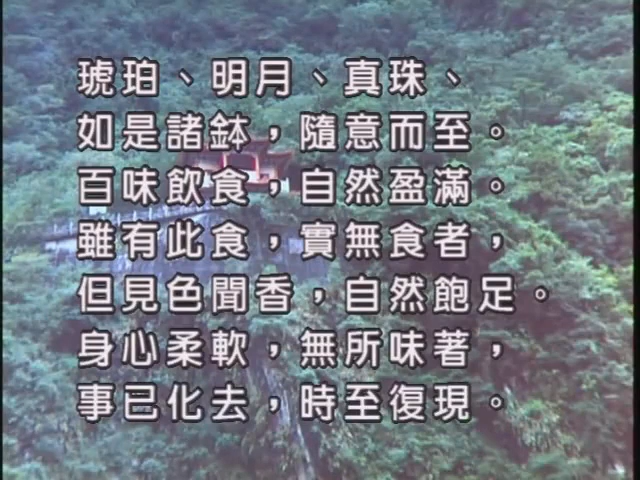 琥珀、明月、真珠、
如是諸鉢，隨意而至。
百味飲食，自然盈滿。
雖有此食，實無食者，
但見色聞香，自然飽足。
身心柔軟，無所味著，
事已化去，時至復現。